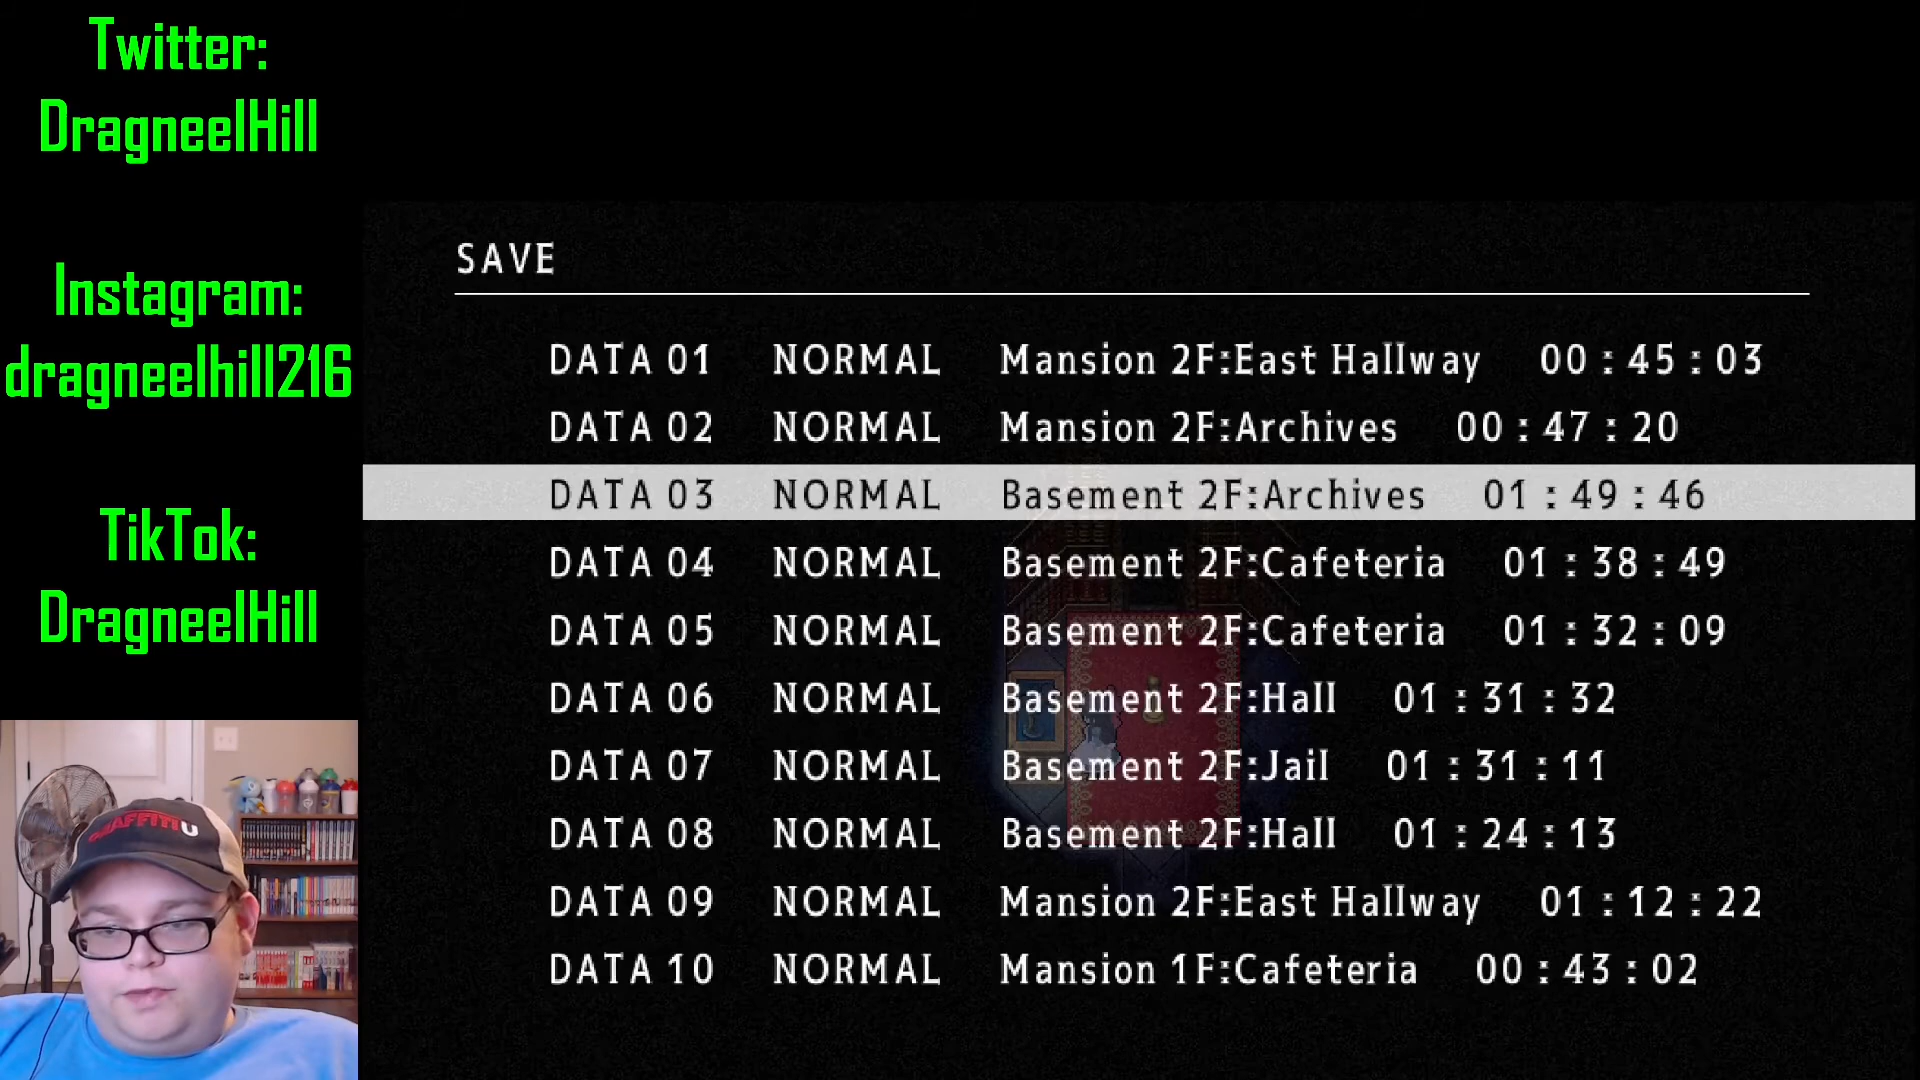 Twitter:
DragneelHill
Instagram:
dragneelhill216
TikTok:
DragneelHill
SAVE
DATA 01 NORMAL Mansion 2F:East Hallway 00:45:03
DATA 02 NORMAL Mansion 2F:Archives 00:47:20
DATA 03 NORMAL Basement 2F:Archives 01:49:46
DATA 04 NORMAL Basement 2F:Cafeteria 01:38:49
DATA 05 NORMAL Basement 2F:Cafeteria 01:32:09
DATA 06 NORMAL Basement 2F:Hall 01:31:32
DATA 07 NORMAL Basement 2F:Jail 01:31:11
DATA 08 NORMAL Basement 2F:Hall 01:24:13
DATA 09 NORMAL Mansion 2F:East Hallway 01:12:22
DATA 10 NORMAL Mansion 1F:Cafeteria 00:43:02
GRAFFITI U